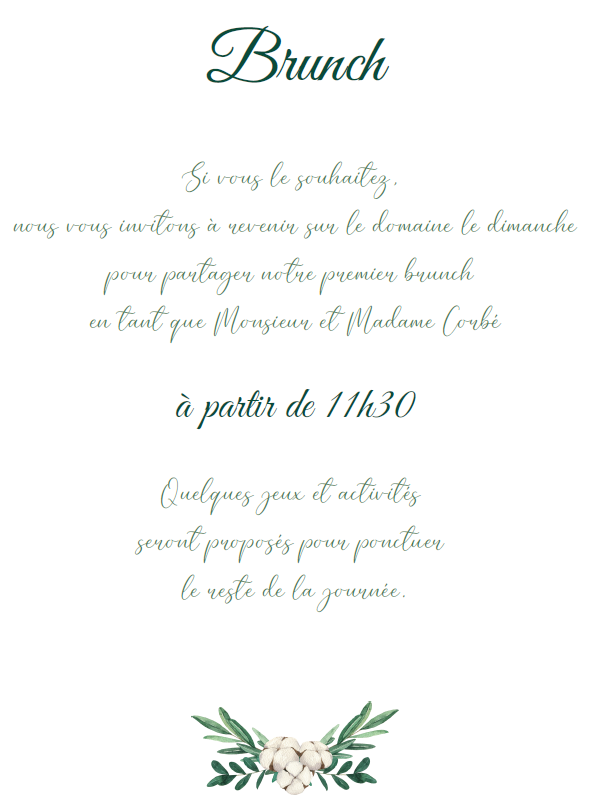 Brunch
Si vous le souhaitez,
nous vous invitons à revenir sur le domaine le dimanche
pour partager notre premier brunch
en tant que Monsieur et Madame Corbé
à partir de 11h30
Quelques jeux et activités
seront proposés pour ponctuer
le reste de la journée.